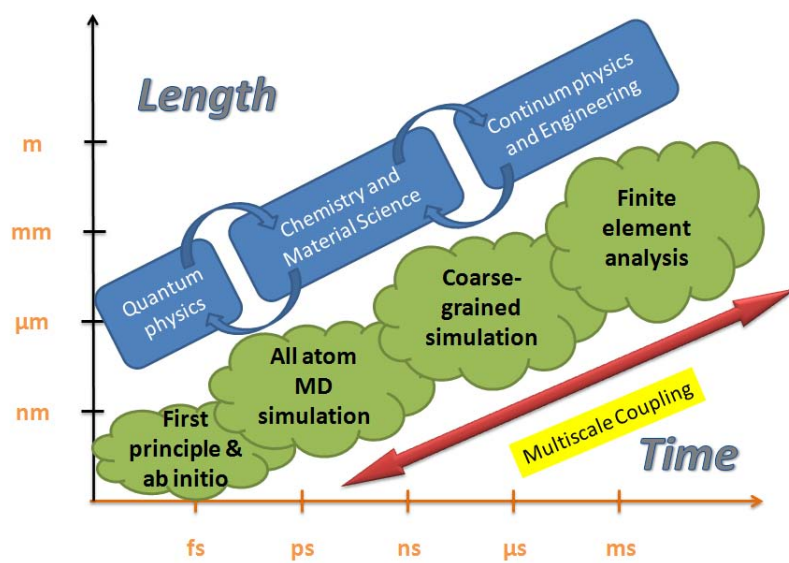 Length
m
mm
μm
nm
Quantum
physics
Chemistry and
Material Science
Continum physics
and Engineering
First
principle &
ab initio
All atom
MD
simulation
Coarse-
grained
simulation
Finite
element
analysis
Multiscale Coupling
Time
fs
ps
ns
μs
ms